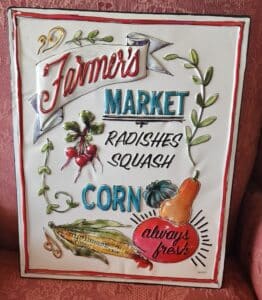 Farmer's
MARKET
RADISHES
SQUASH
CORN
always
fresh